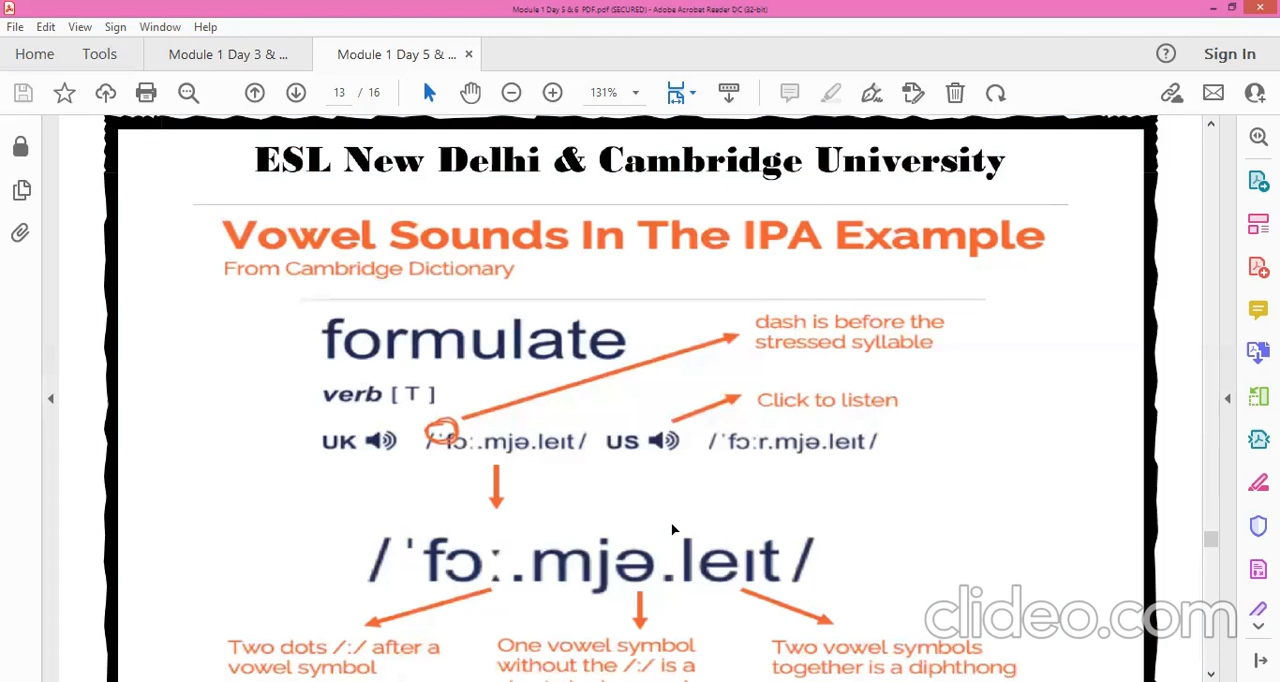 Module 1 Day 5 & 6 PDF.pdf (SECURED) - Adobe Acrobat Reader DC (32-bit)
File Edit View Sign Window Help
Home Tools Module 1 Day 3 & ... Module 1 Day 5 & ... × Sign In
13 / 16 131%
ESL New Delhi & Cambridge University
Vowel Sounds In The IPA Example
From Cambridge Dictionary
formulate
dash is before the
stressed syllable
verb [ T ]
Click to listen
UK /ˈfɔː.mjə.leɪt/ US /ˈfɔːr.mjə.leɪt/
/ˈfɔː.mjə.leɪt/
Two dots /:/ after a
vowel symbol
One vowel symbol
without the /:/ is a
Two vowel symbols
together is a diphthong
clideo.com